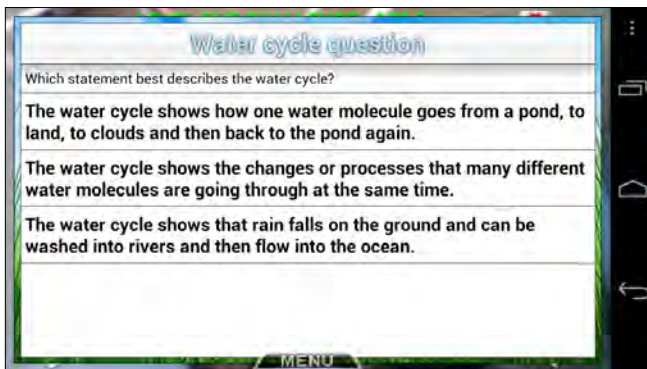 Water cycle question
Which statement best describes the water cycle?
The water cycle shows how one water molecule goes from a pond, to
land, to clouds and then back to the pond again.
The water cycle shows the changes or processes that many different
water molecules are going through at the same time.
The water cycle shows that rain falls on the ground and can be
washed into rivers and then flow into the ocean.
MENU